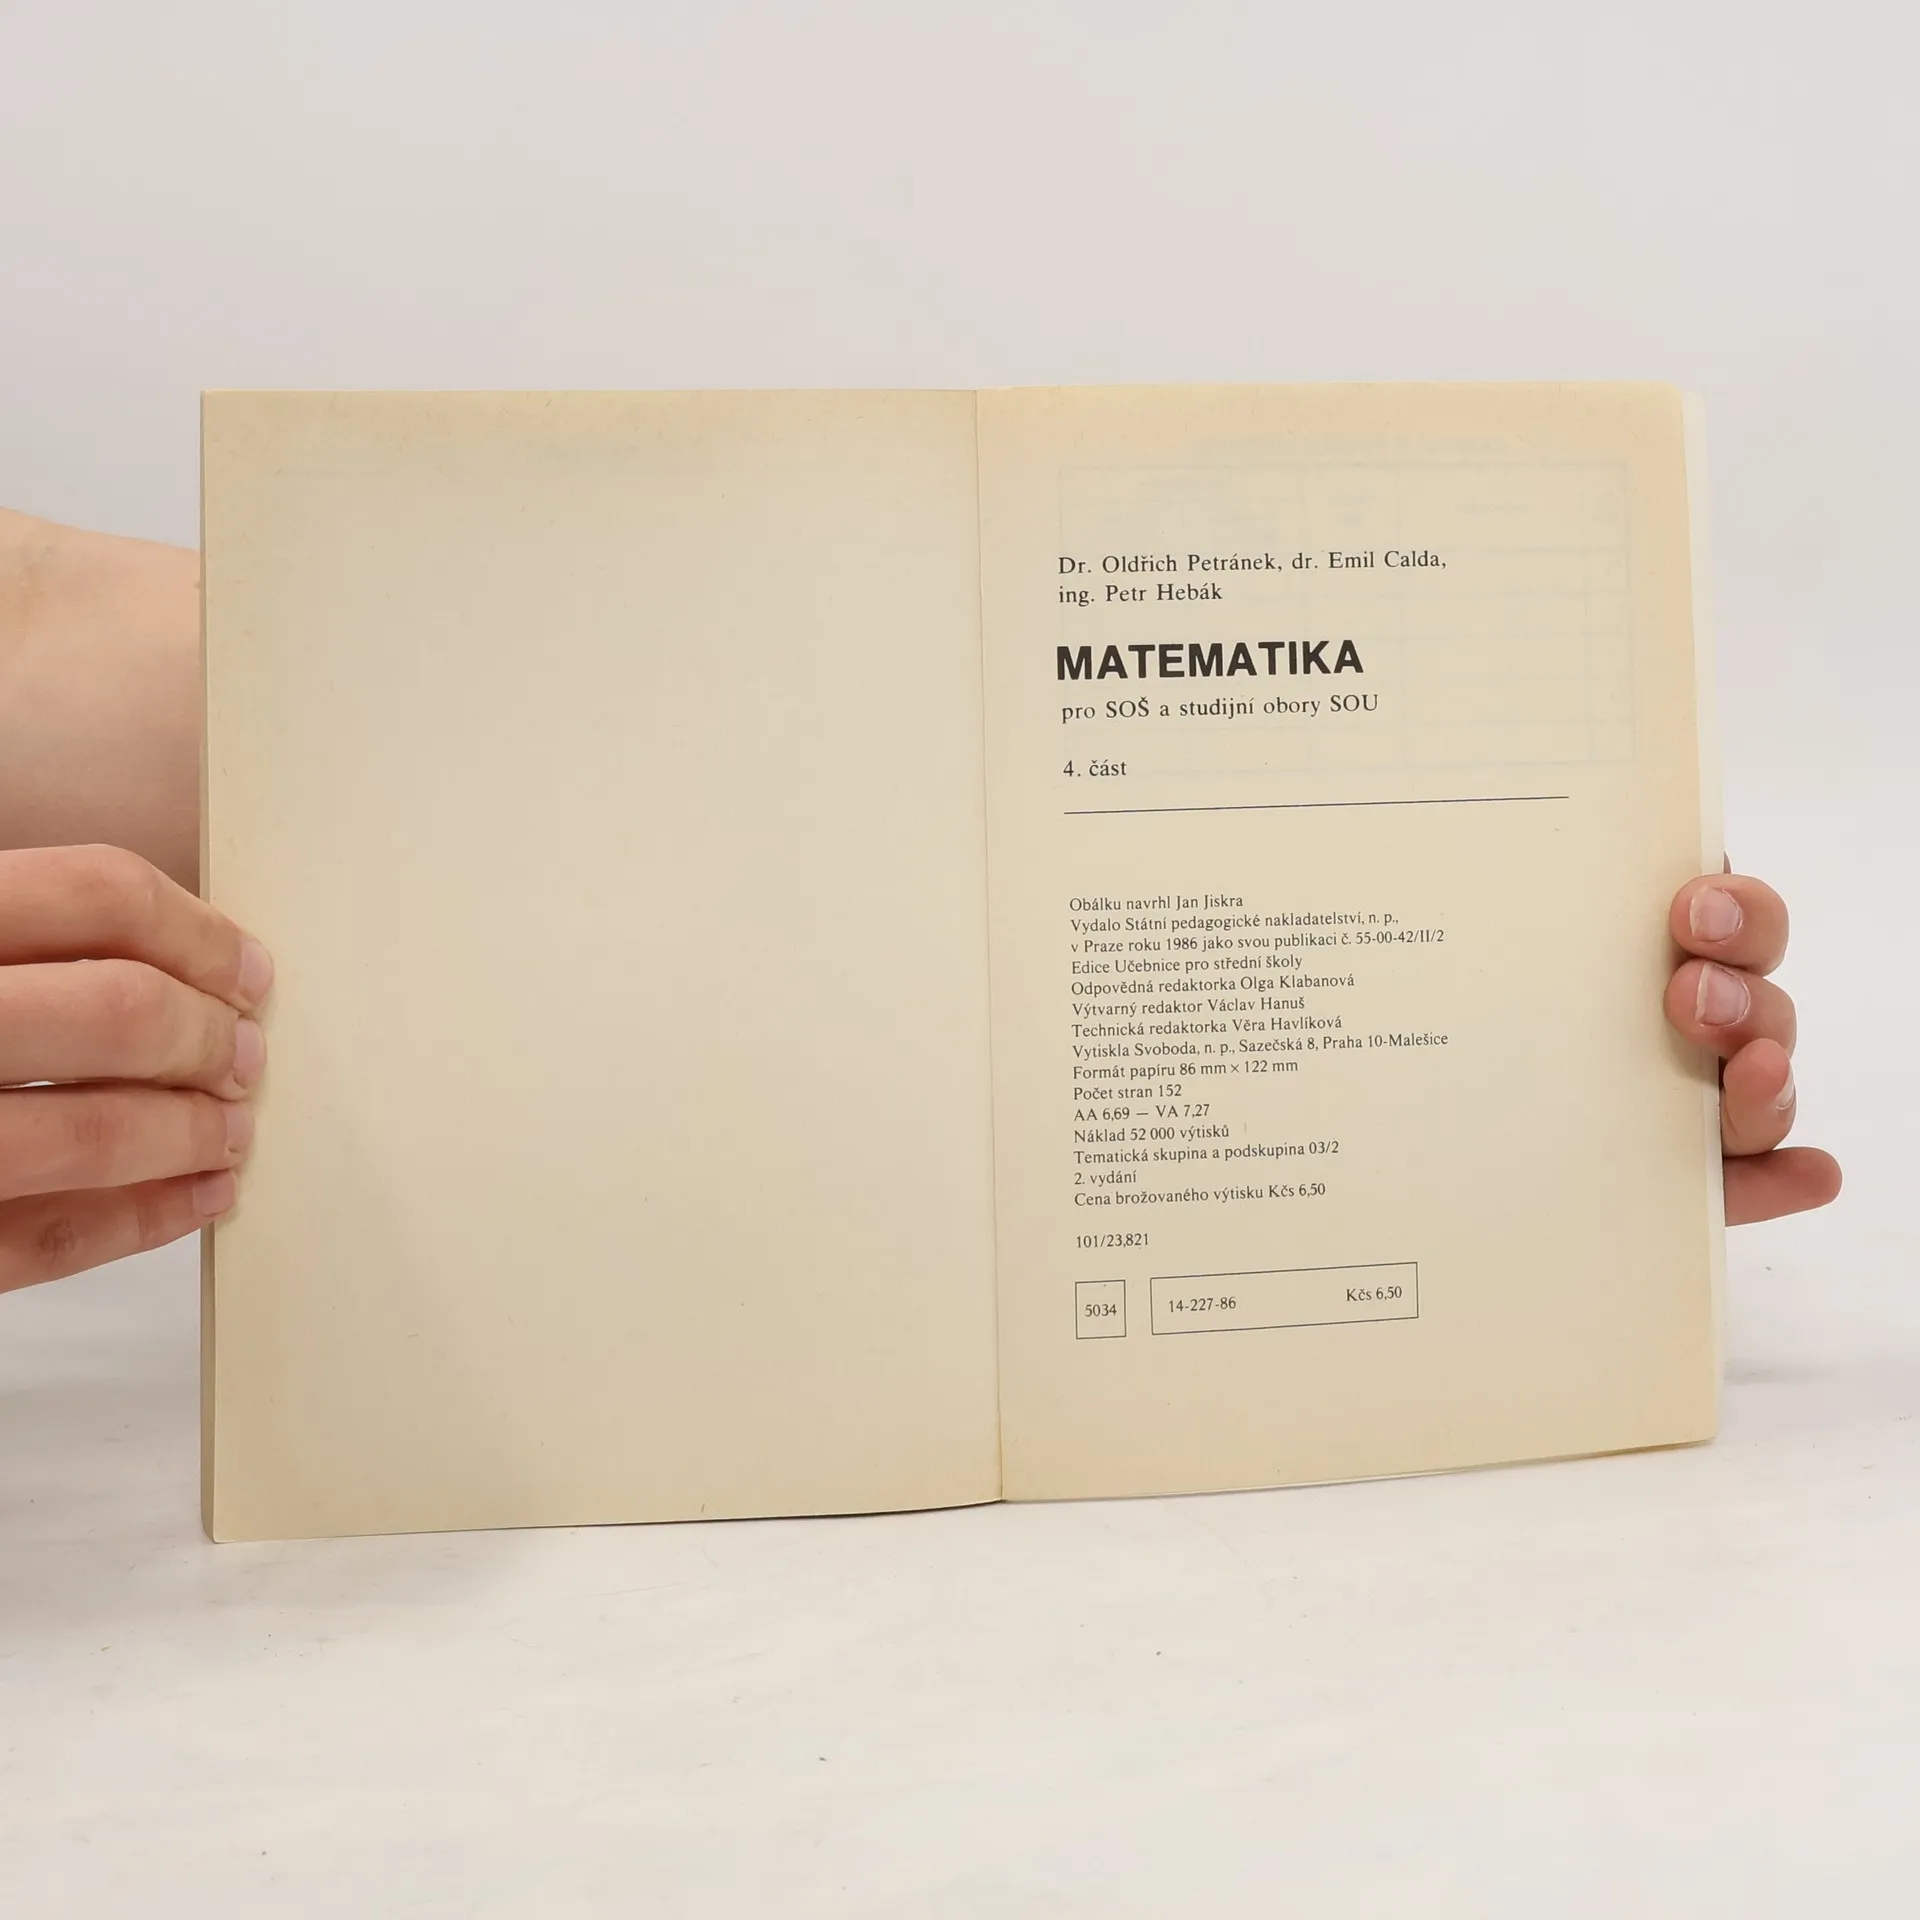 Dr. Oldřich Petránek, dr. Emil Calda,
ing. Petr Hebák
MATEMATIKA
pro SOŠ a studijní obory SOU
4. část
Obálku navrhl Jan Jiskra
Vydalo Státní pedagogické nakladatelství, n. p.,
v Praze roku 1986 jako svou publikaci č. 55-00-42/II/2
Edice Učebnice pro střední školy
Odpovědná redaktorka Olga Klabanová
Výtvarný redaktor Václav Hanuš
Technická redaktorka Věra Havlíková
Vytiskla Svoboda, n. p., Sazečská 8, Praha 10-Malešice
Formát papíru 86 mm × 122 mm
Počet stran 152
AA 6,69 — VA 7,27
Náklad 52 000 výtisků
Tematická skupina a podskupina 03/2
2. vydání
Cena brožovaného výtisku Kčs 6,50
101/23,821
5034 14-227-86 Kčs 6,50